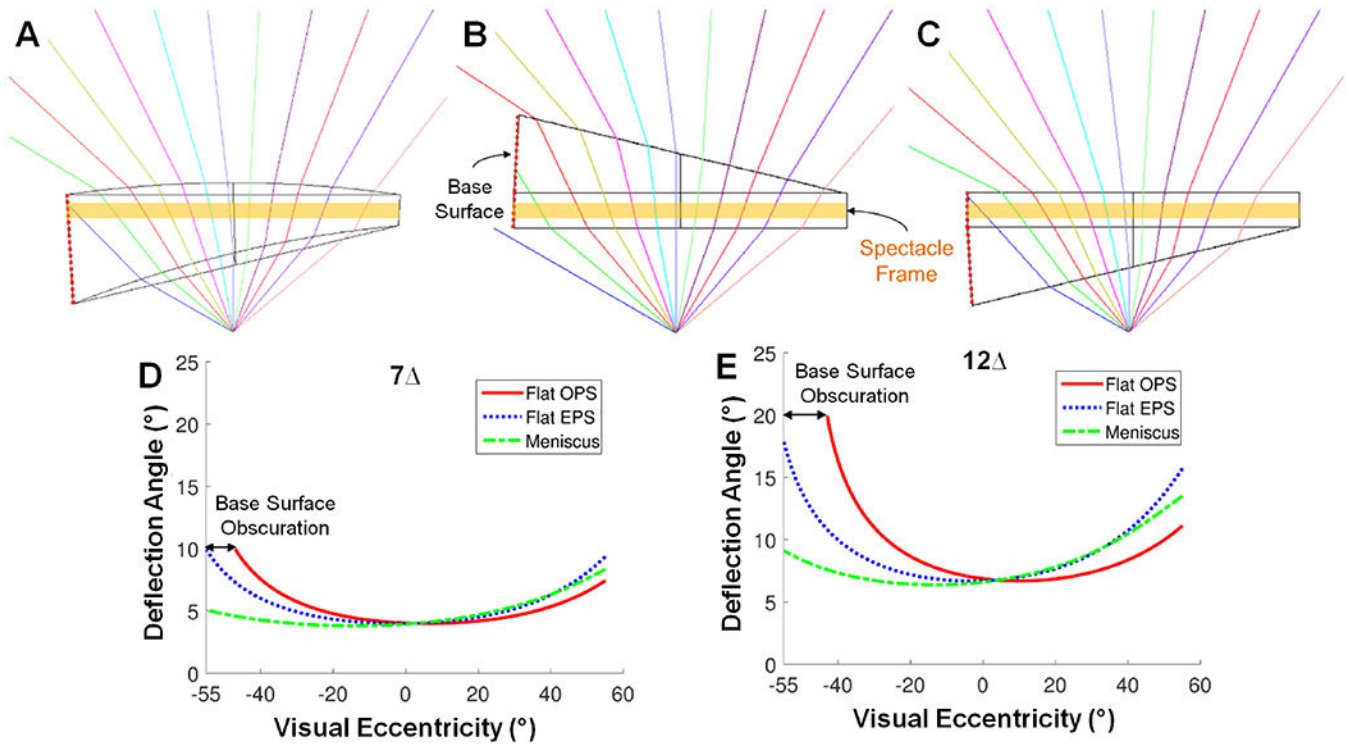 A
B
C
Base
Surface
Spectacle
Frame
D
7Δ
Flat OPS
Flat EPS
Meniscus
Base Surface
Obscuration
Deflection Angle (°)
25
20
15
10
5
0
-55
-40
-20
0
20
40
60
Visual Eccentricity (°)
E
12Δ
Base Surface
Obscuration
Flat OPS
Flat EPS
Meniscus
Deflection Angle (°)
25
20
15
10
5
0
-55
-40
-20
0
20
40
60
Visual Eccentricity (°)